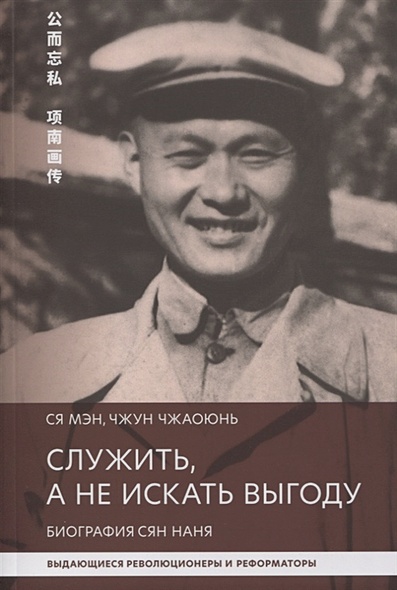 公而忘私 项南画传
СЯ МЭН, ЧЖУН ЧЖАОЮНЬ
СЛУЖИТЬ,
А НЕ ИСКАТЬ ВЫГОДУ
БИОГРАФИЯ СЯН НАНЯ
ВЫДАЮЩИЕСЯ РЕВОЛЮЦИОНЕРЫ И РЕФОРМАТОРЫ